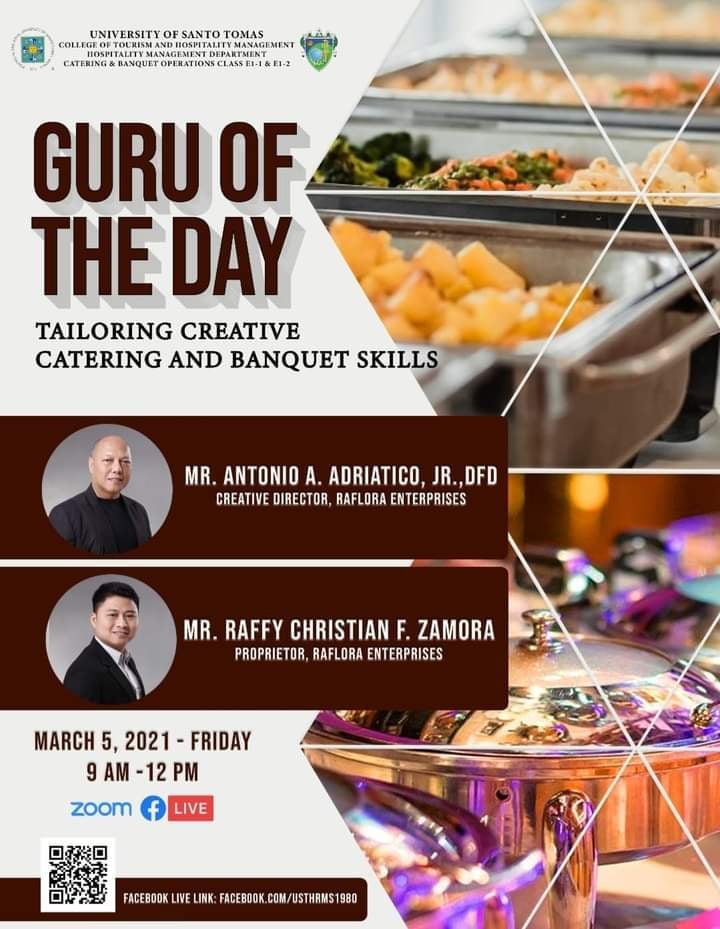 UNIVERSITY OF SANTO TOMAS
COLLEGE OF TOURISM AND HOSPITALITY MANAGEMENT
HOSPITALITY MANAGEMENT DEPARTMENT
CATERING & BANQUET OPERATIONS CLASS E1-1 & E1-2
GURU OF
THE DAY
TAILORING CREATIVE
CATERING AND BANQUET SKILLS
MR. ANTONIO A. ADRIATICO, JR.,DFD
CREATIVE DIRECTOR, RAFLORA ENTERPRISES
MR. RAFFY CHRISTIAN F. ZAMORA
PROPRIETOR, RAFLORA ENTERPRISES
MARCH 5, 2021 - FRIDAY
9 AM -12 PM
zoom LIVE
FACEBOOK LIVE LINK: FACEBOOK.COM/USTHRMS1980